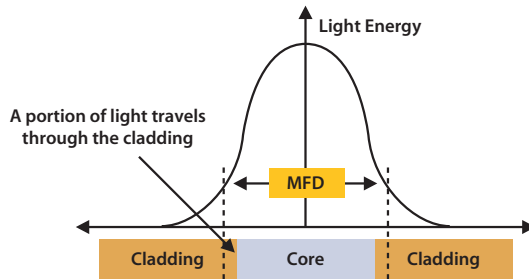 Light Energy
A portion of light travels
through the cladding
MFD
Cladding
Core
Cladding